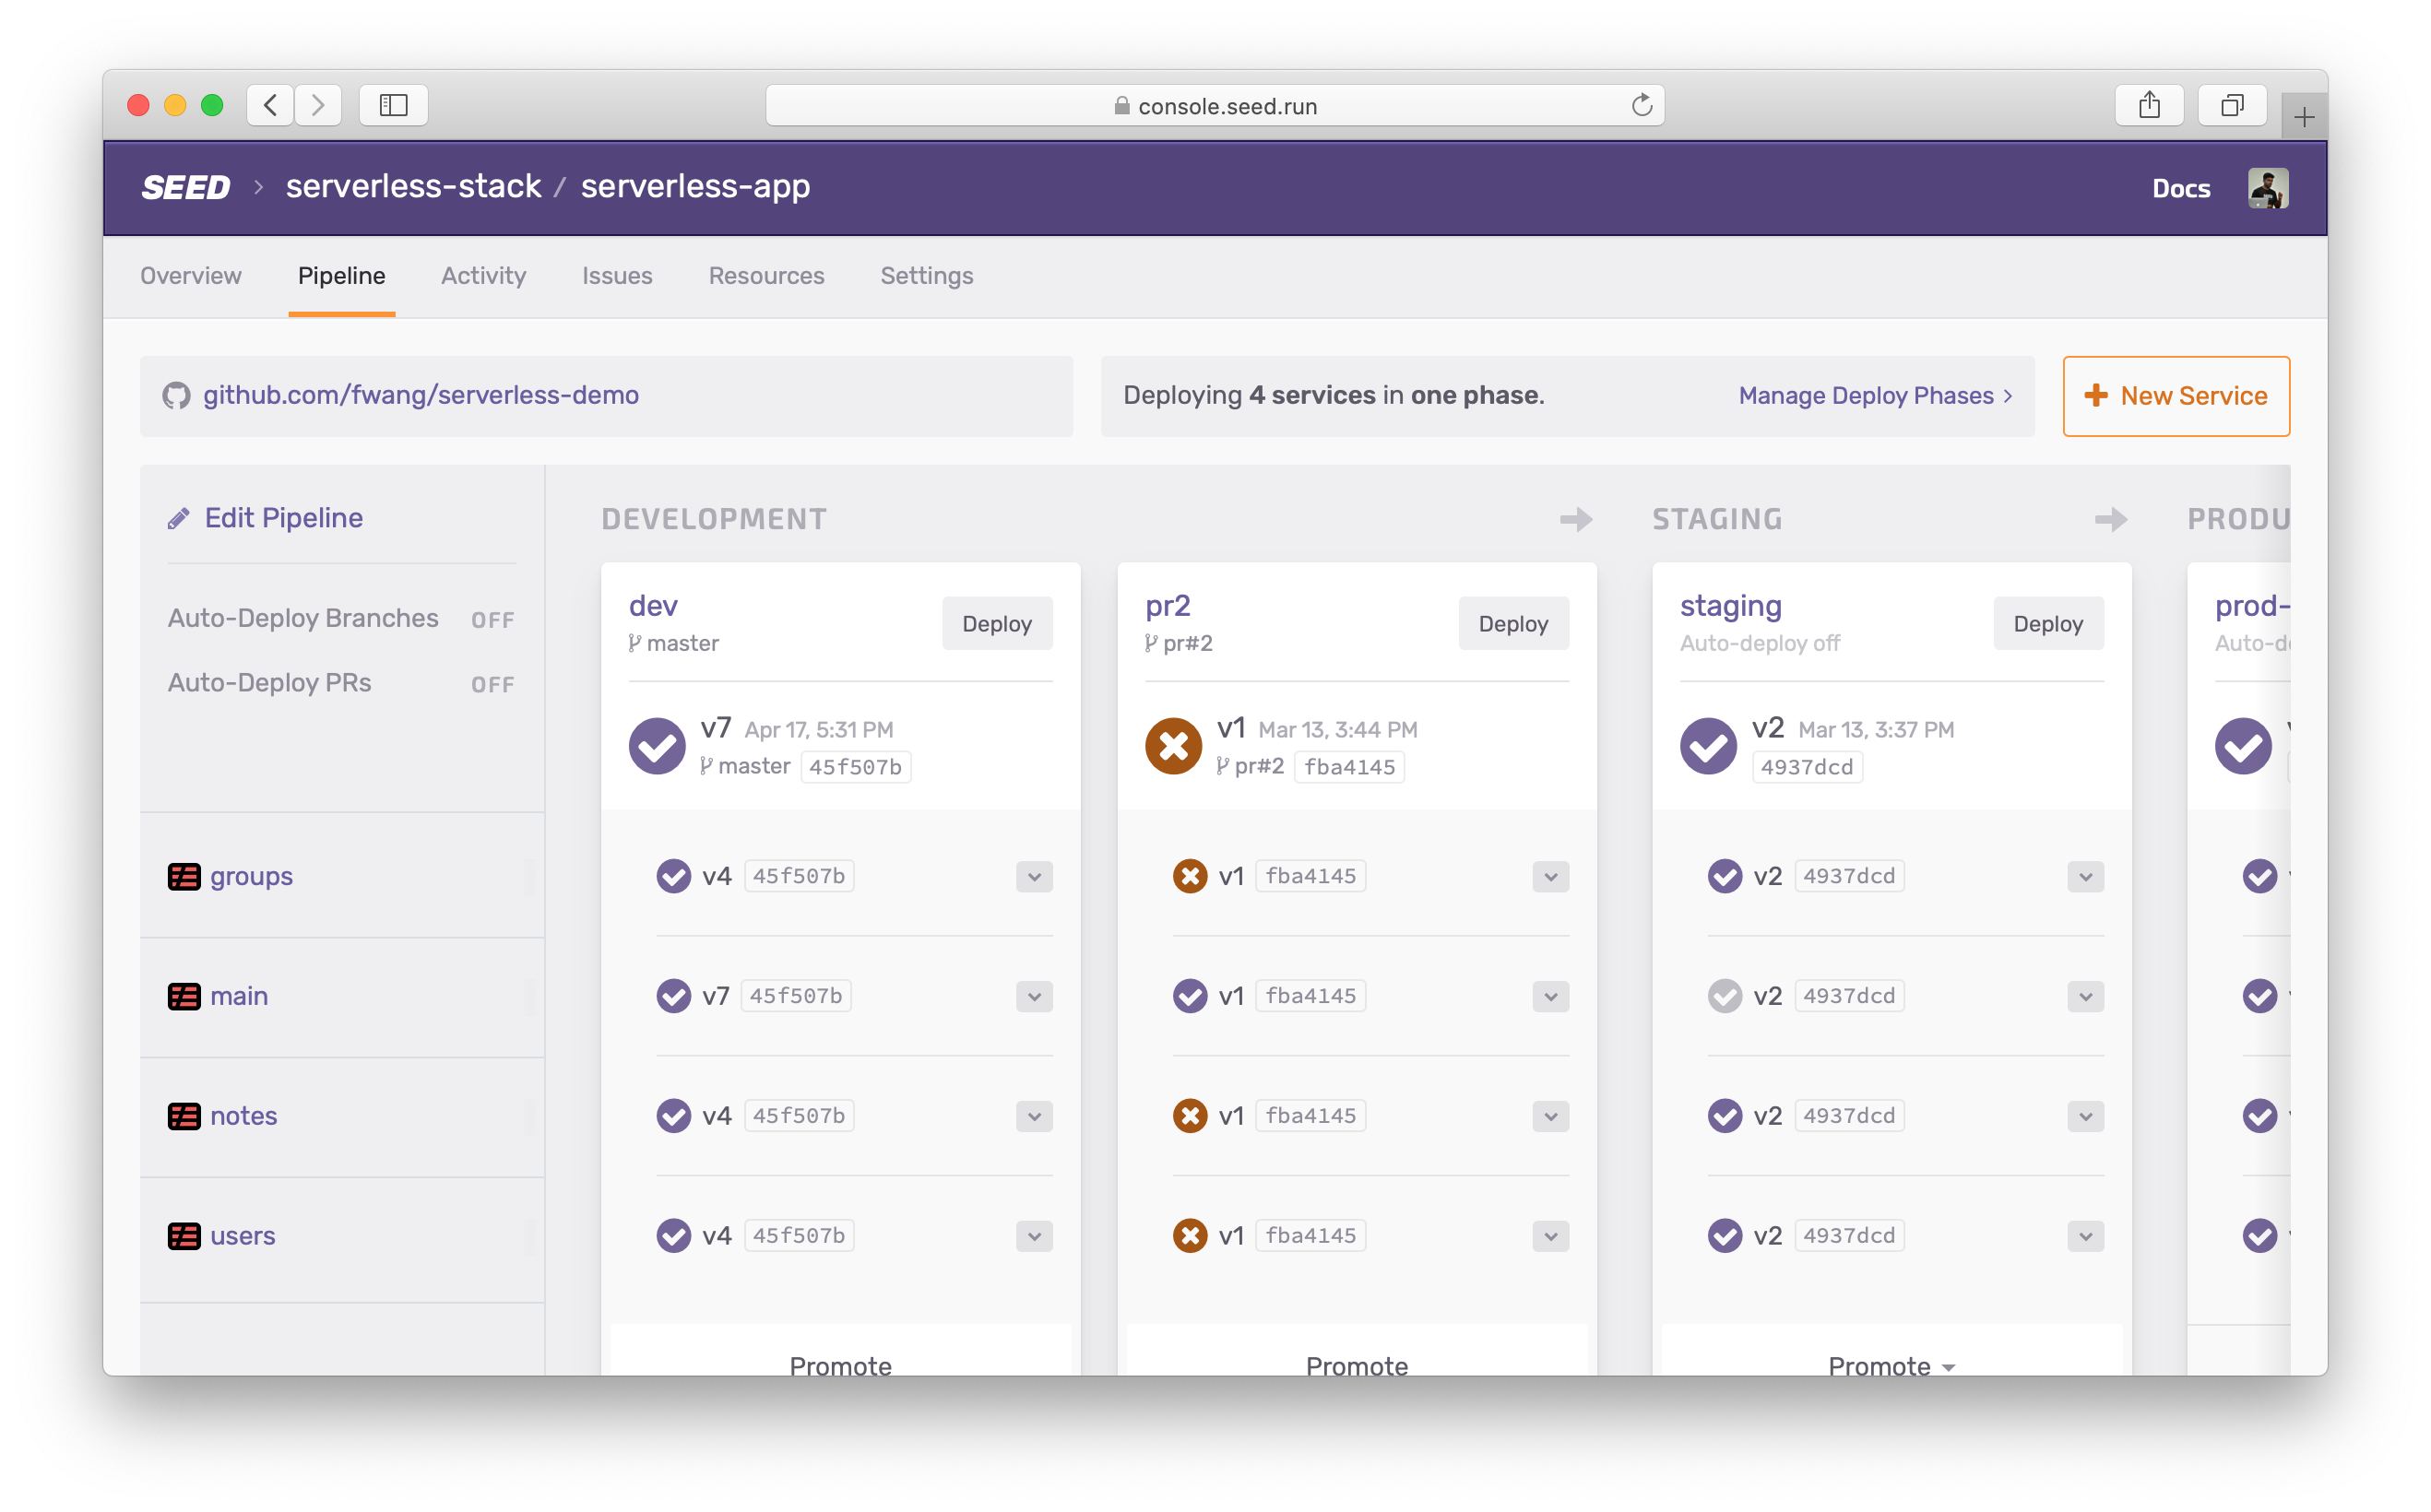 console.seed.run
SEED > serverless-stack / serverless-app
Docs
Overview Pipeline Activity Issues Resources Settings
github.com/fwang/serverless-demo
Deploying 4 services in one phase.
Manage Deploy Phases >
+ New Service
Edit Pipeline
Auto-Deploy Branches OFF
Auto-Deploy PRs OFF
groups
main
notes
users
DEVELOPMENT
dev
master
Deploy
v7 Apr 17, 5:31 PM
master 45f507b
v4 45f507b
v7 45f507b
v4 45f507b
v4 45f507b
Promote
pr2
pr#2
Deploy
v1 Mar 13, 3:44 PM
pr#2 fba4145
v1 fba4145
v1 fba4145
v1 fba4145
v1 fba4145
Promote
STAGING
staging
Auto-deploy off
Deploy
v2 Mar 13, 3:37 PM
4937dcd
v2 4937dcd
v2 4937dcd
v2 4937dcd
v2 4937dcd
Promote
PRODU
prod-
Auto-d